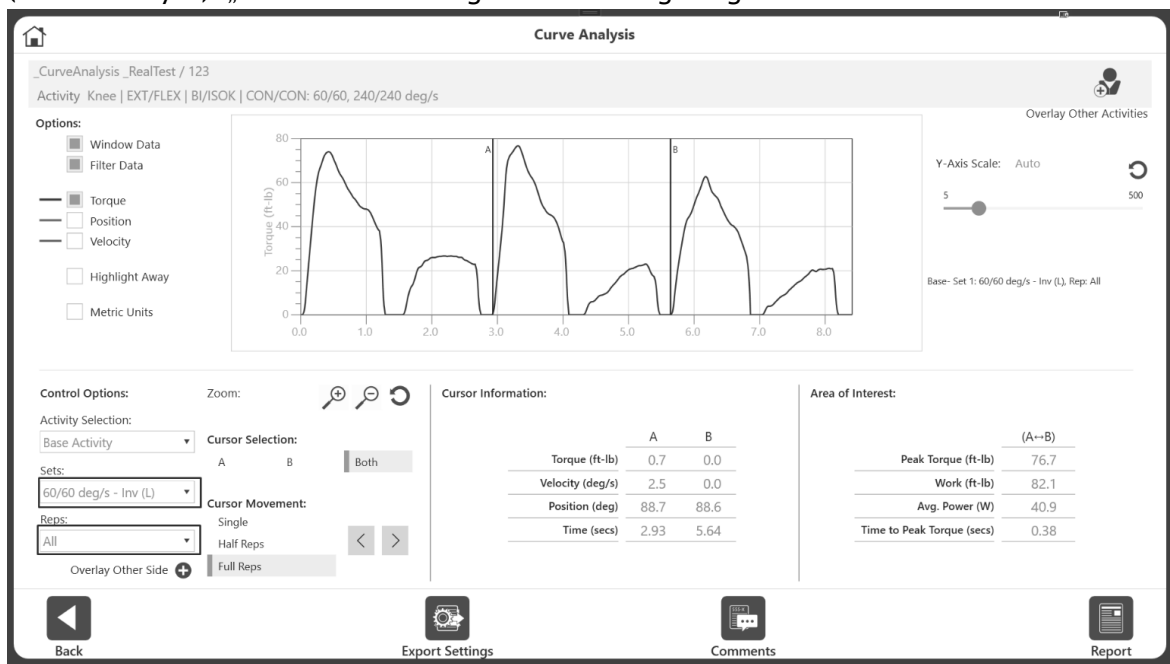 Curve Analysis
_CurveAnalysis _RealTest / 123
Activity Knee | EXT/FLEX | BI/ISOK | CON/CON: 60/60, 240/240 deg/s
Overlay Other Activities
Options:
Window Data
Filter Data
Torque
Position
Velocity
Highlight Away
Metric Units
Torque (ft-lb)
80
60
40
20
0
A
B
0.0 1.0 2.0 3.0 4.0 5.0 6.0 7.0 8.0
Y-Axis Scale: Auto
5 500
Base- Set 1: 60/60 deg/s - Inv (L), Rep: All
Control Options:
Activity Selection:
Base Activity
Sets:
60/60 deg/s - Inv (L)
Reps:
All
Overlay Other Side
Zoom:
Cursor Selection:
A B Both
Cursor Movement:
Single
Half Reps
Full Reps
Cursor Information:
A B
Torque (ft-lb) 0.7 0.0
Velocity (deg/s) 2.5 0.0
Position (deg) 88.7 88.6
Time (secs) 2.93 5.64
Area of Interest:
(A↔B)
Peak Torque (ft-lb) 76.7
Work (ft-lb) 82.1
Avg. Power (W) 40.9
Time to Peak Torque (secs) 0.38
Back
Export Settings
Comments
Report